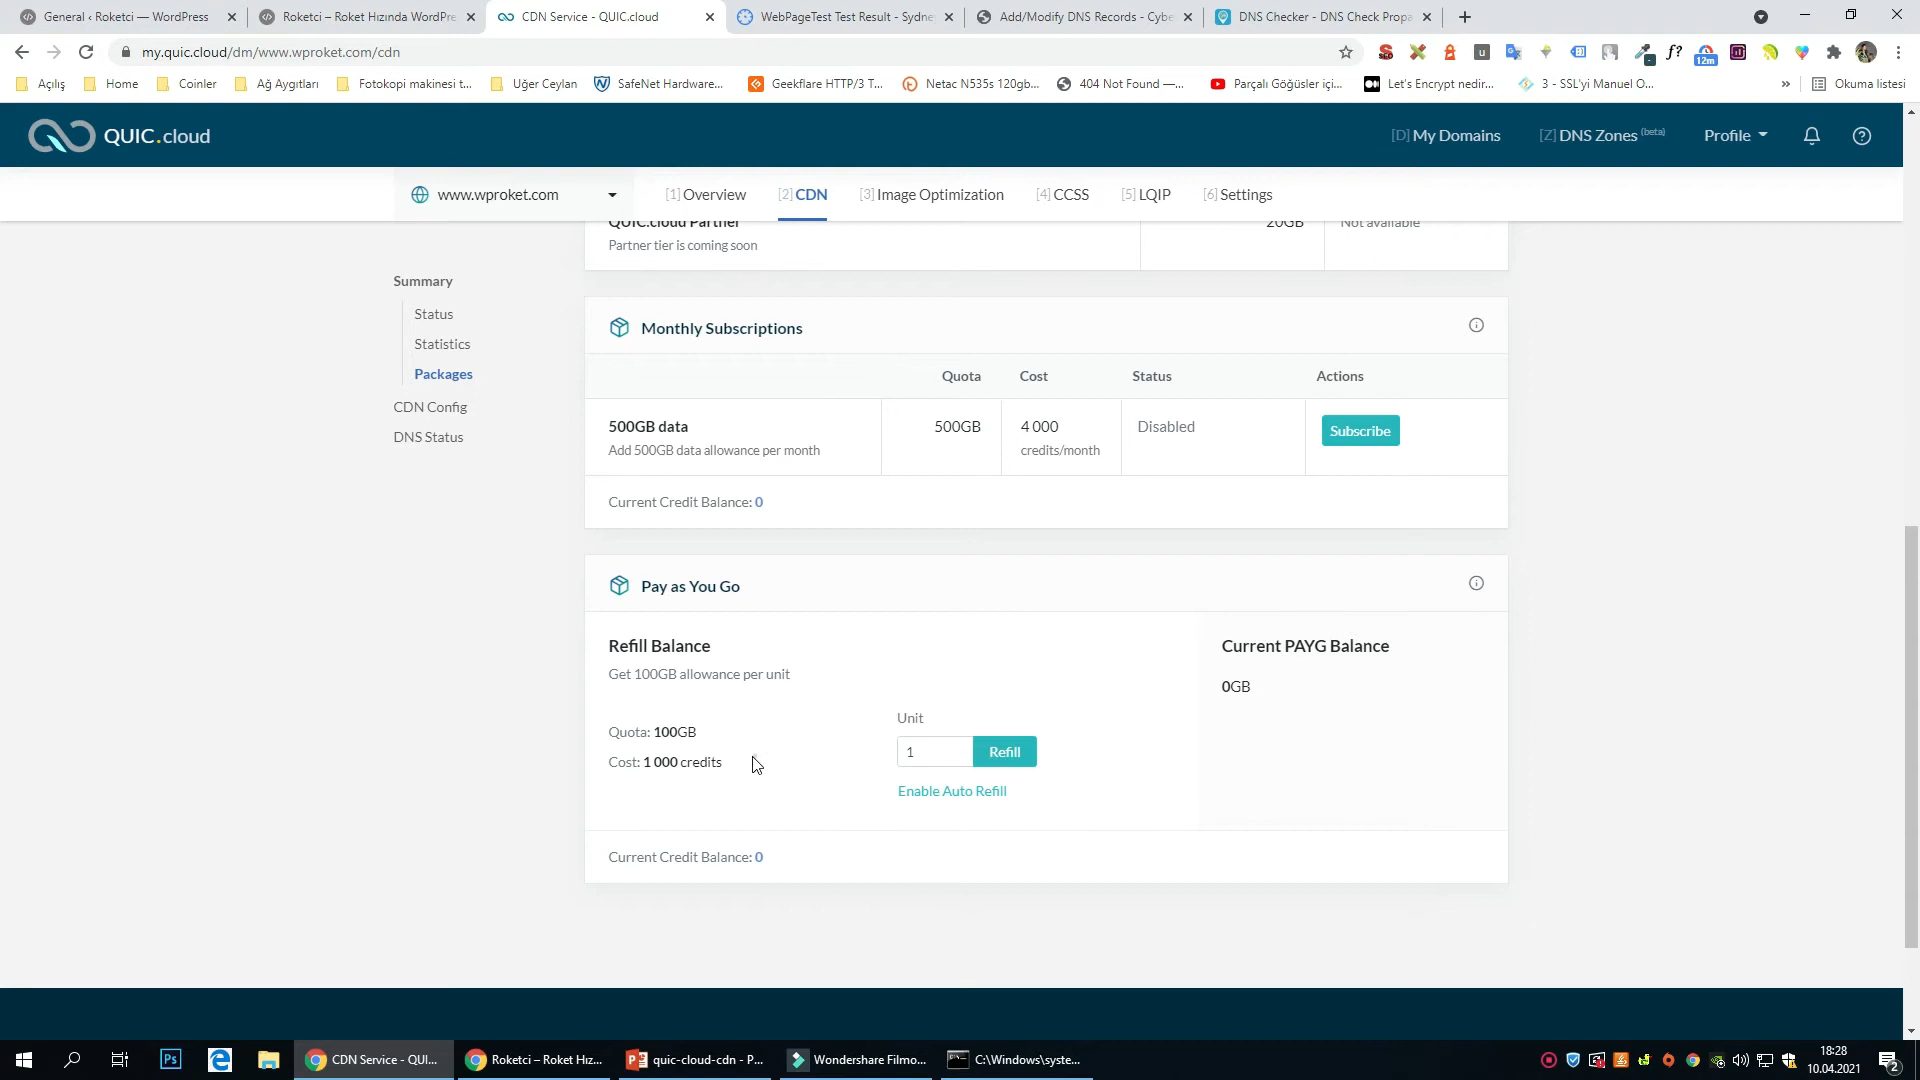 General ‹ Roketci — WordPress
Roketci – Roket Hızında WordPre
CDN Service - QUIC.cloud
WebPageTest Test Result - Sydne
Add/Modify DNS Records - Cybe
DNS Checker - DNS Check Propa
my.quic.cloud/dm/www.wproket.com/cdn
12m
Açılış
Home
Coinler
Ağ Aygıtları
Fotokopi makinesi t...
Uğer Ceylan
SafeNet Hardware...
Geekflare HTTP/3 T...
Netac N535s 120gb...
404 Not Found —...
Parçalı Göğüsler içi...
Let's Encrypt nedir...
3 - SSL'yi Manuel O...
»
Okuma listesi
QUIC.cloud
[D] My Domains
[Z] DNS Zones (beta)
Profile
www.wproket.com
[1] Overview
[2] CDN
[3] Image Optimization
[4] CCSS
[5] LQIP
[6] Settings
QUIC.cloud Partner
20GB
Not available
Partner tier is coming soon
Summary
Status
Statistics
Packages
CDN Config
DNS Status
Monthly Subscriptions
Quota
Cost
Status
Actions
500GB data
500GB
4 000
Disabled
Subscribe
Add 500GB data allowance per month
credits/month
Current Credit Balance: 0
Pay as You Go
Refill Balance
Current PAYG Balance
Get 100GB allowance per unit
0GB
Unit
Quota: 100GB
1
Refill
Cost: 1 000 credits
Enable Auto Refill
Current Credit Balance: 0
Ps
CDN Service - QUI...
Roketci – Roket Hız...
quic-cloud-cdn - P...
Wondershare Filmo...
C:\Windows\syste...
18:28
10.04.2021
2